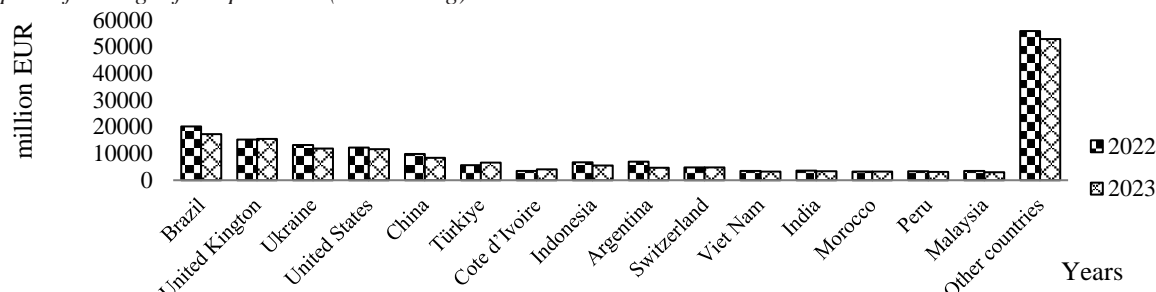 million EUR
60000
50000
40000
30000
20000
10000
0
2022
2023
Brazil
United Kington
Ukraine
United States
China
Türkiye
Cote d’Ivoire
Indonesia
Argentina
Switzerland
Viet Nam
India
Morocco
Peru
Malaysia
Other countries
Years